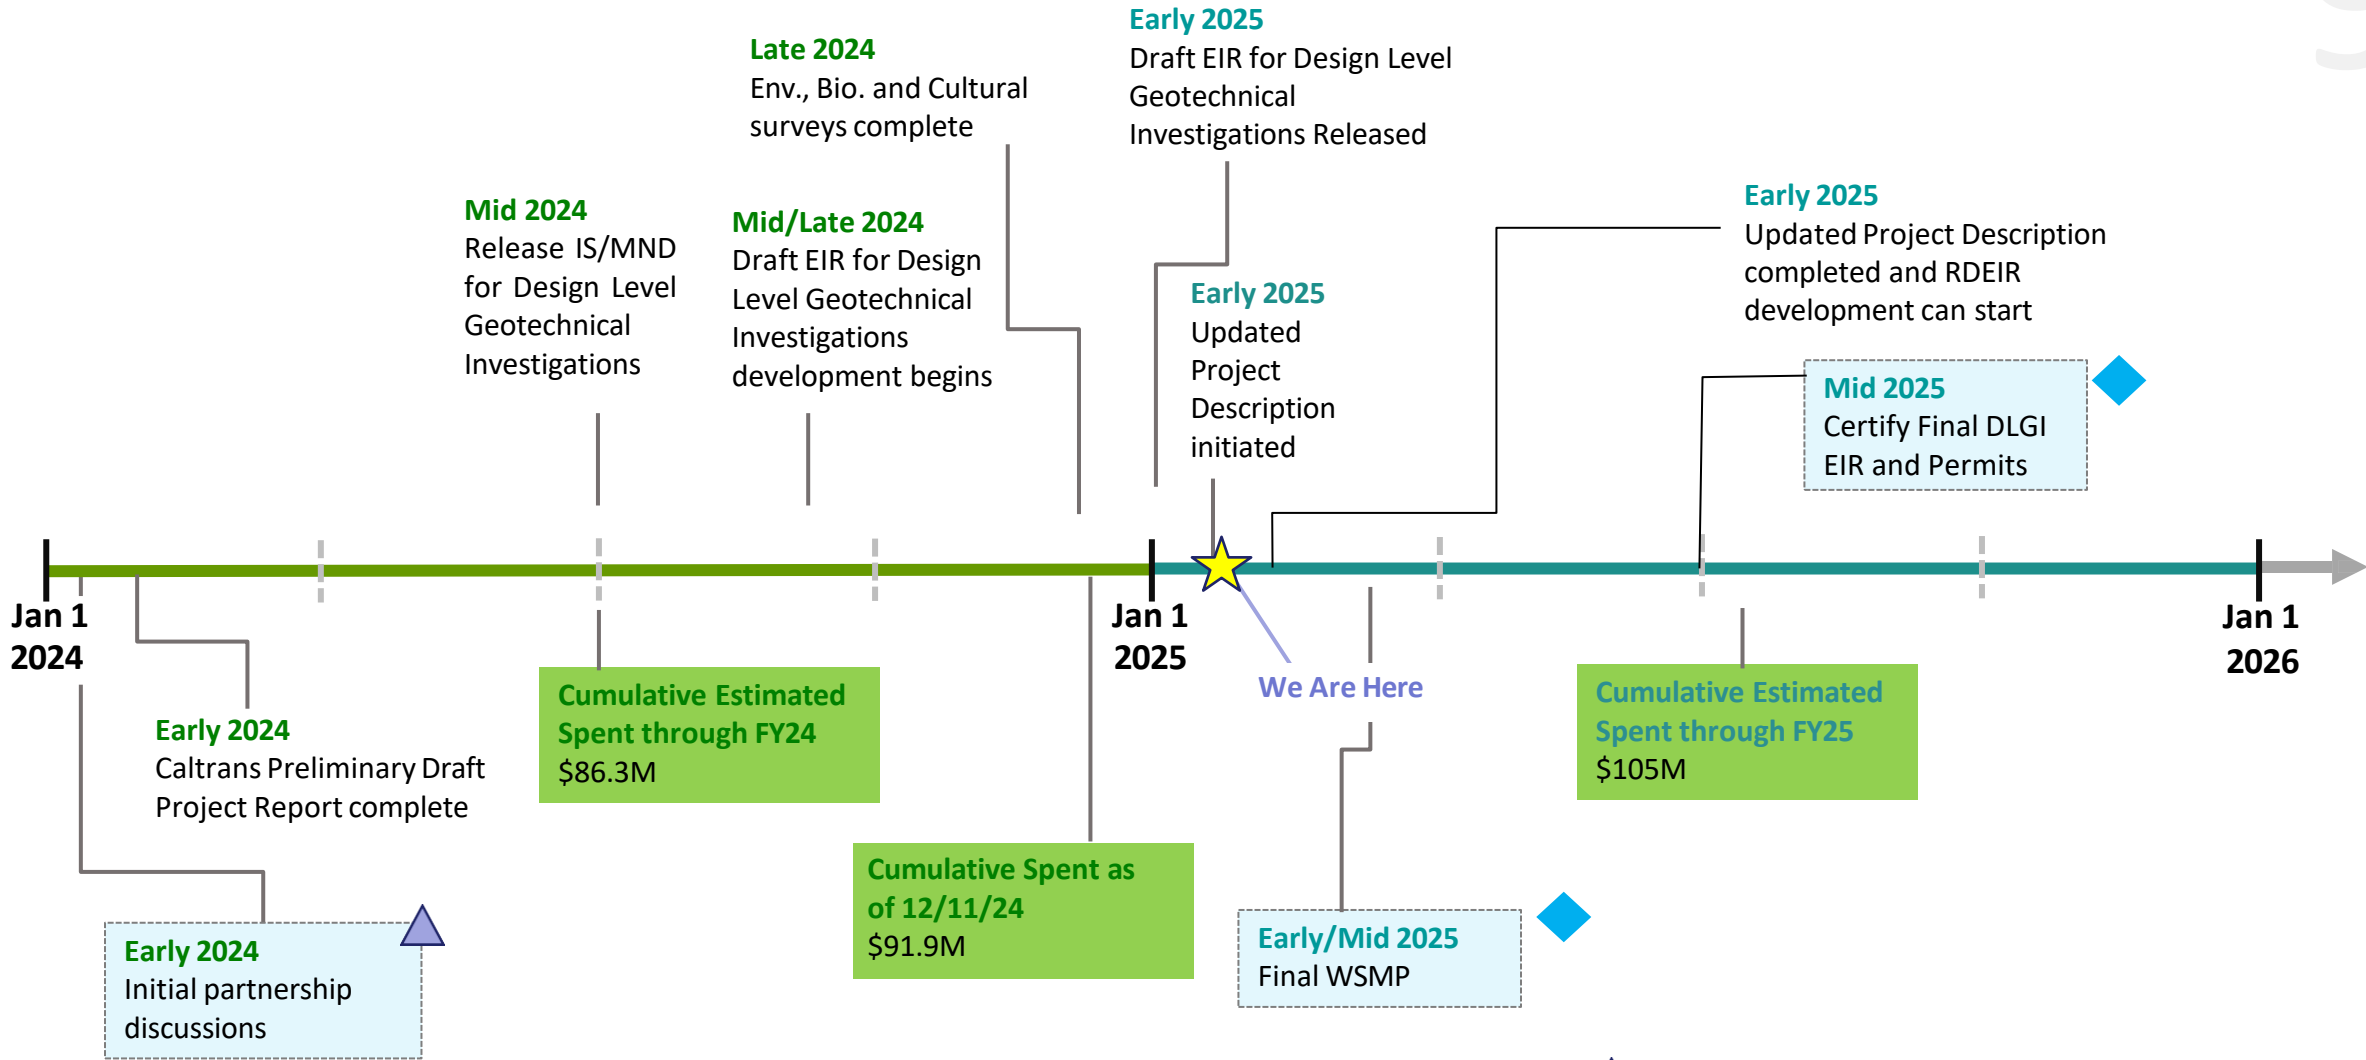 Early 2025
Draft EIR for Design Level
Geotechnical
Investigations Released
Late 2024
Env., Bio. and Cultural
surveys complete
Mid 2024
Release IS/MND
for Design Level
Geotechnical
Investigations
Mid/Late 2024
Draft EIR for Design
Level Geotechnical
Investigations
development begins
Early 2025
Updated
Project
Description
initiated
Early 2025
Updated Project Description
completed and RDEIR
development can start
Mid 2025
Certify Final DLGI
EIR and Permits
Jan 1
2024
Jan 1
2025
Jan 1
2026
We Are Here
Early 2024
Caltrans Preliminary Draft
Project Report complete
Cumulative Estimated
Spent through FY24
$86.3M
Cumulative Estimated
Spent through FY25
$105M
Cumulative Spent as
of 12/11/24
$91.9M
Early 2024
Initial partnership
discussions
Early/Mid 2025
Final WSMP